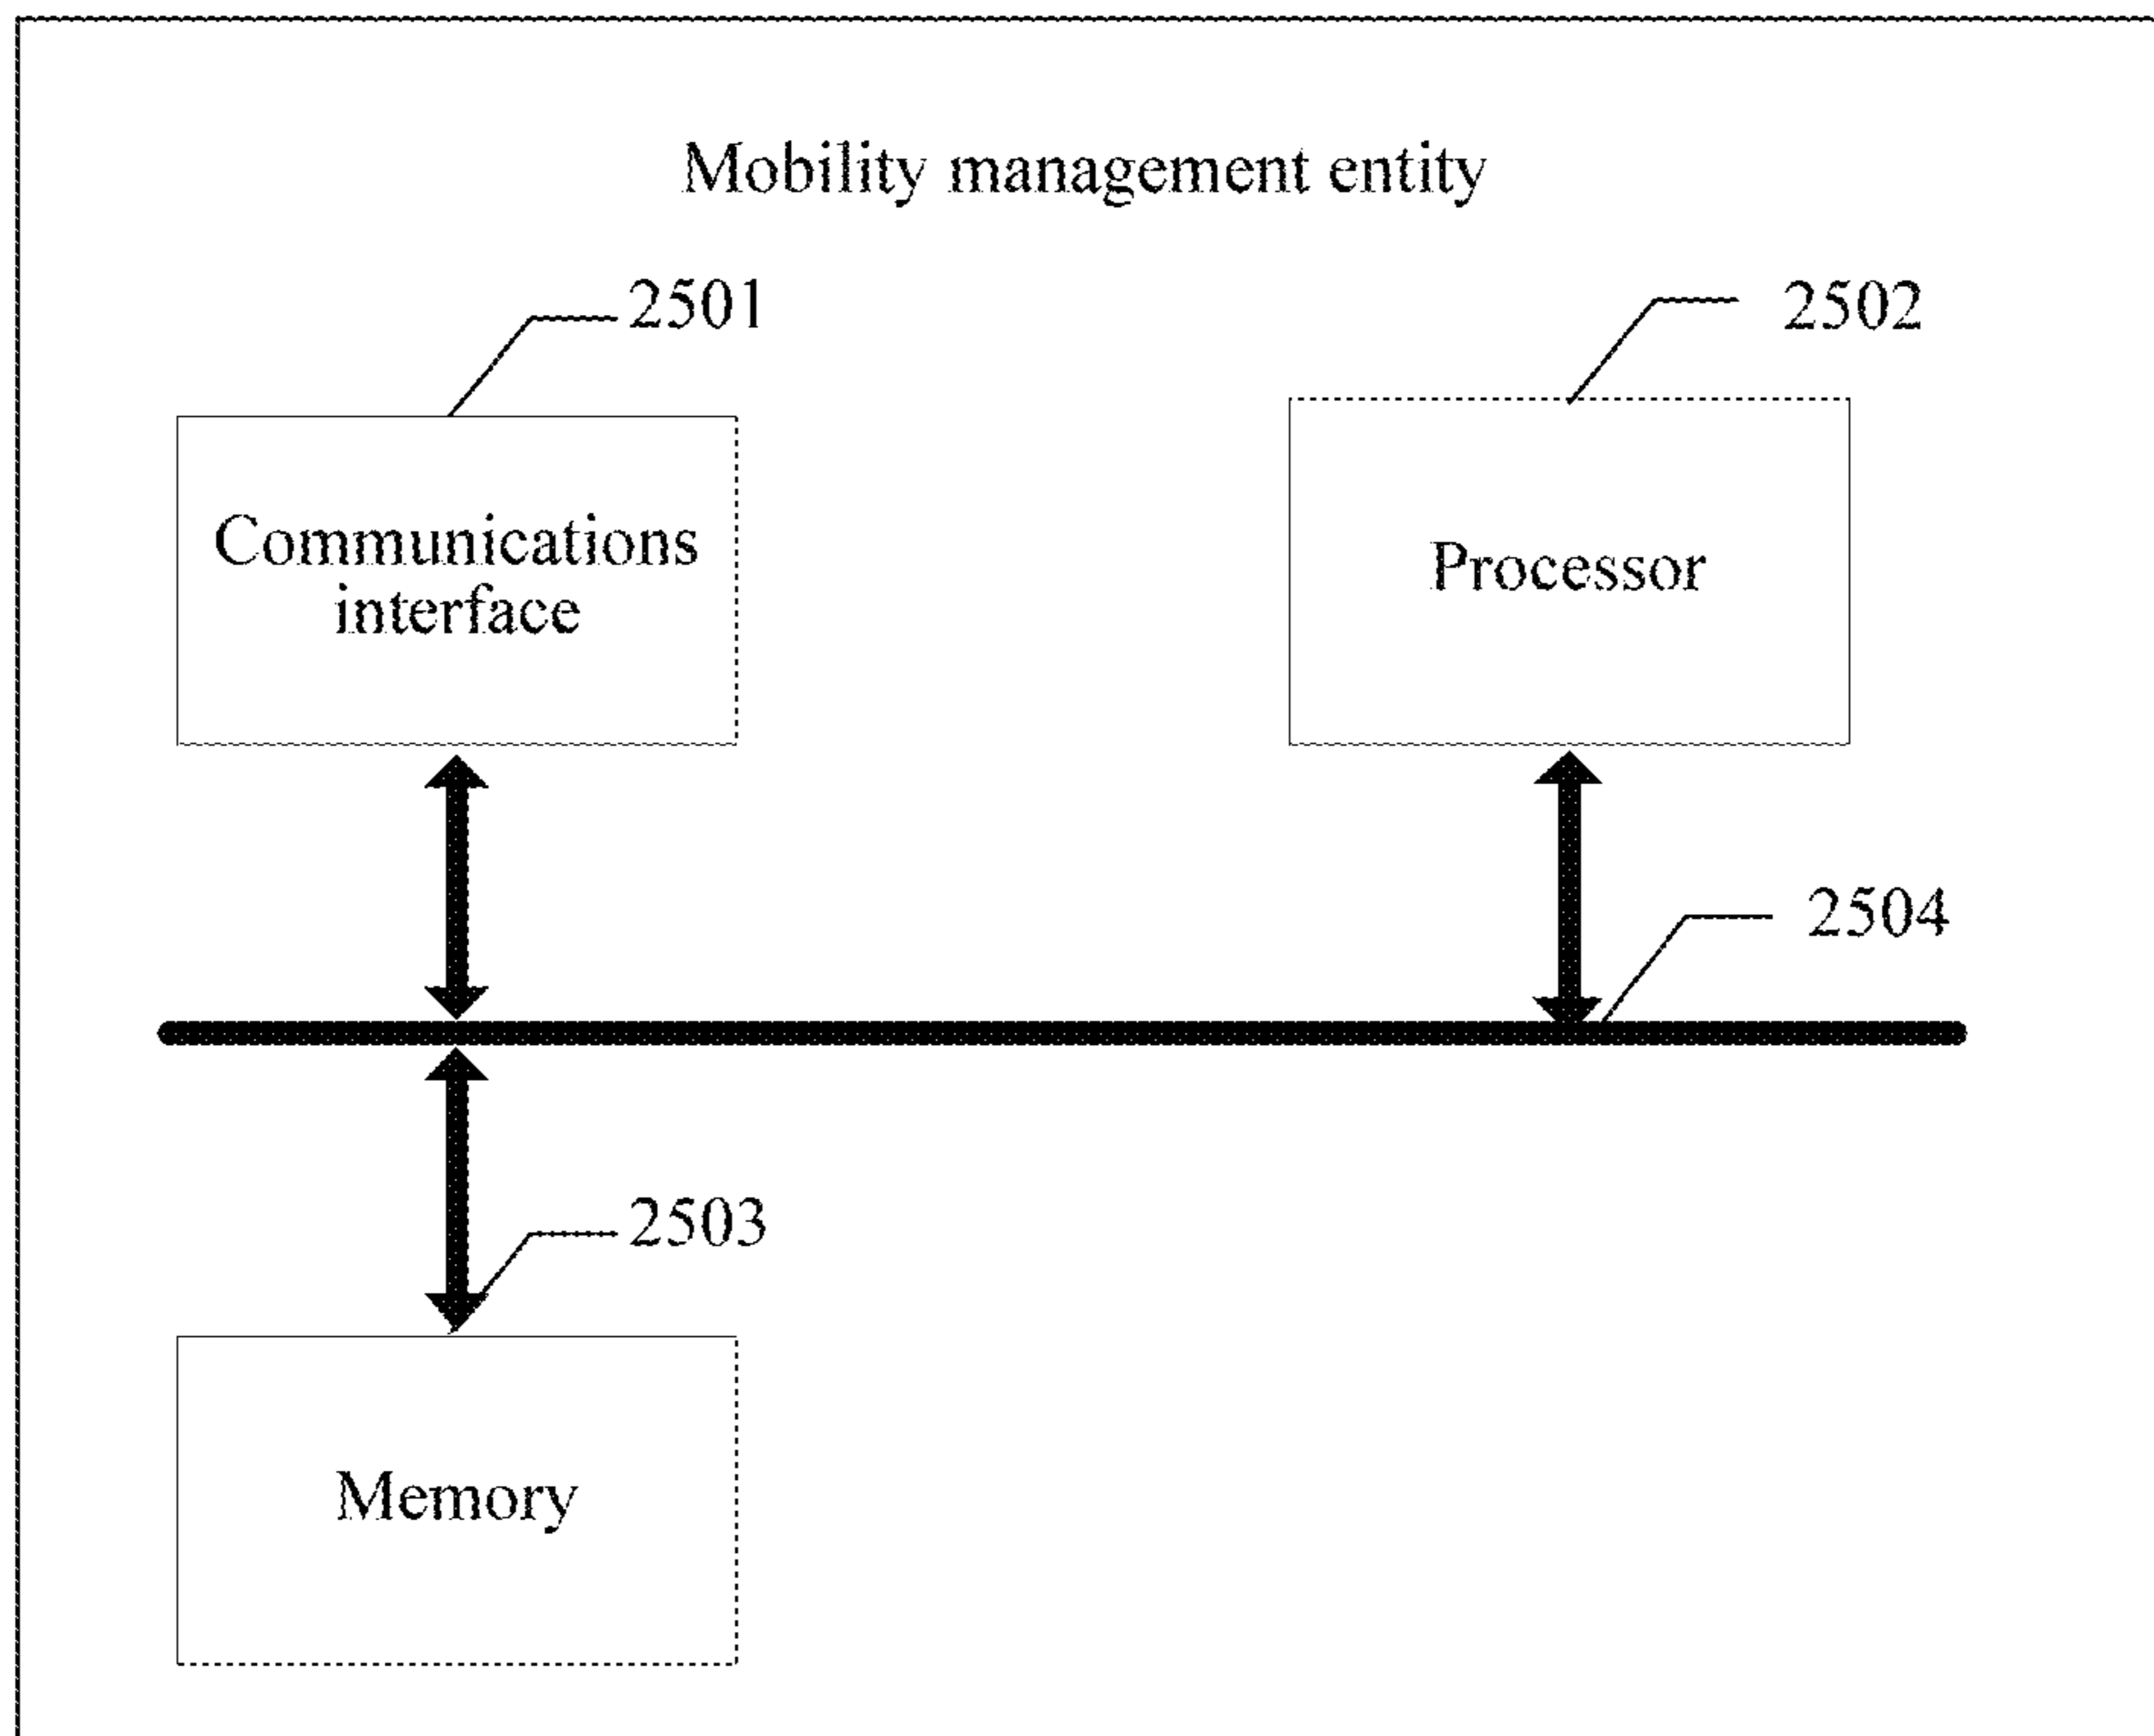 Mobility management entity
2501
2502
Communications
interface
Processor
2504
2503
Memory